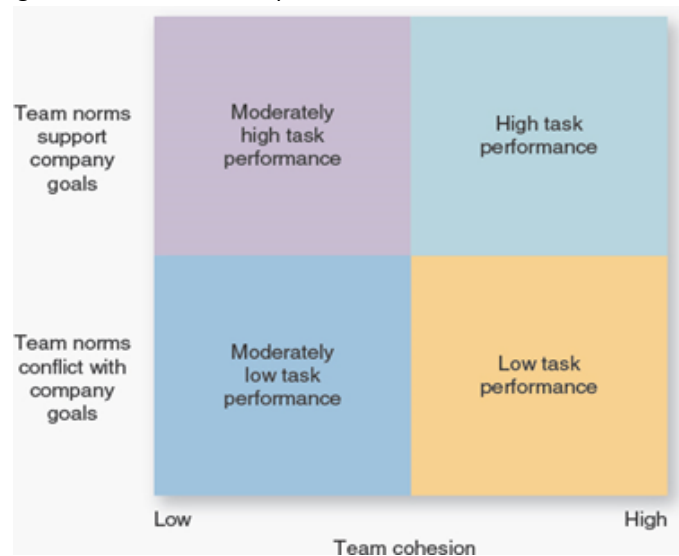 Team norms
support
company
goals
Moderately
high task
performance
High task
performance
Team norms
conflict with
company
goals
Moderately
low task
performance
Low task
performance
Low
High
Team cohesion